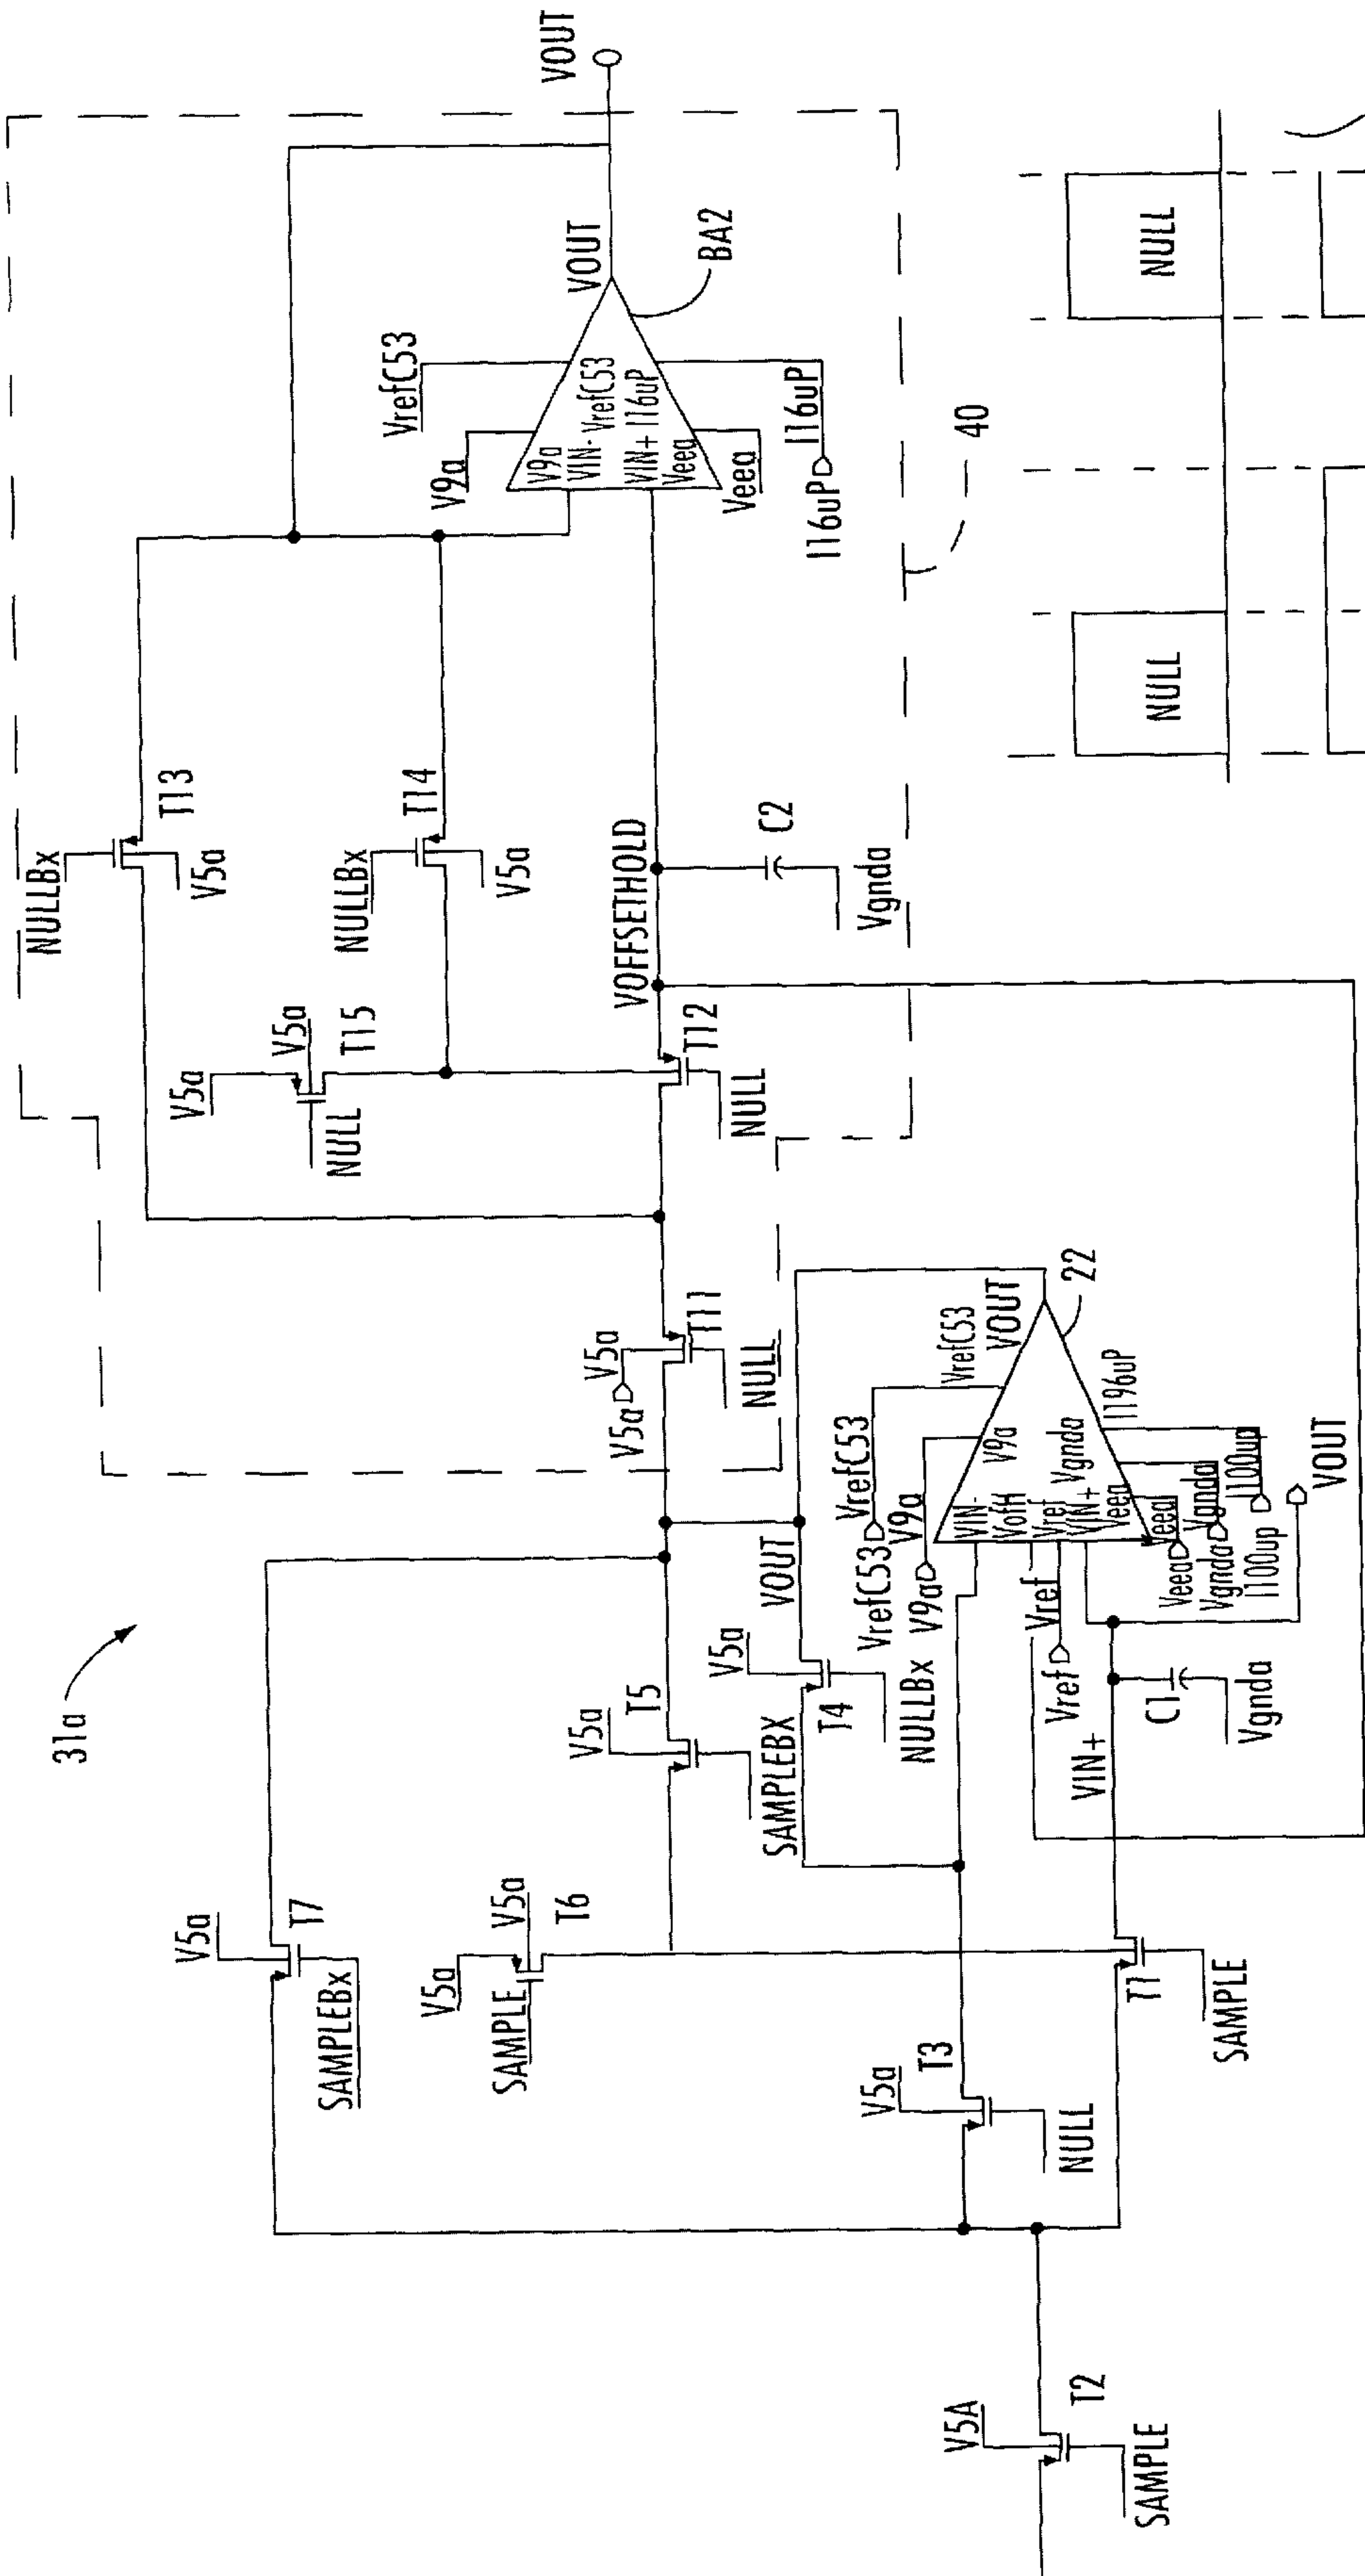 31a
V5A
T2
SAMPLE
V5a
T7
SAMPLEBx
V5a
SAMPLE
V5a
T6
V5a
T5
SAMPLEBX
V5a
T4
NULLBx
V5a
T3
NULL
T1
SAMPLE
VIN+
C1
Vgnda
Vref
Vref
VOUT
VrefC53
VrefC53
V9a
V9a
VIN-
VoffH
Vref
VIN+
Veea
V9a
Vgnda
VrefC53
VOUT
22
I196uP
Veea
Veea
Vgnda
Vgnda
I100up
I100up
VOUT
V5a
V5a
T11
NULL
NULLBx
T13
V5a
V5a
V5a
T15
NULL
NULLBx
T14
V5a
T12
NULL
VOFFSETHOLD
C2
Vgnda
V9a
VrefC53
V9a
VIN-
VrefC53
VIN+
I16uP
Veea
Veea
I16uP
I16uP
VOUT
BA2
VOUT
40
NULL
NULL